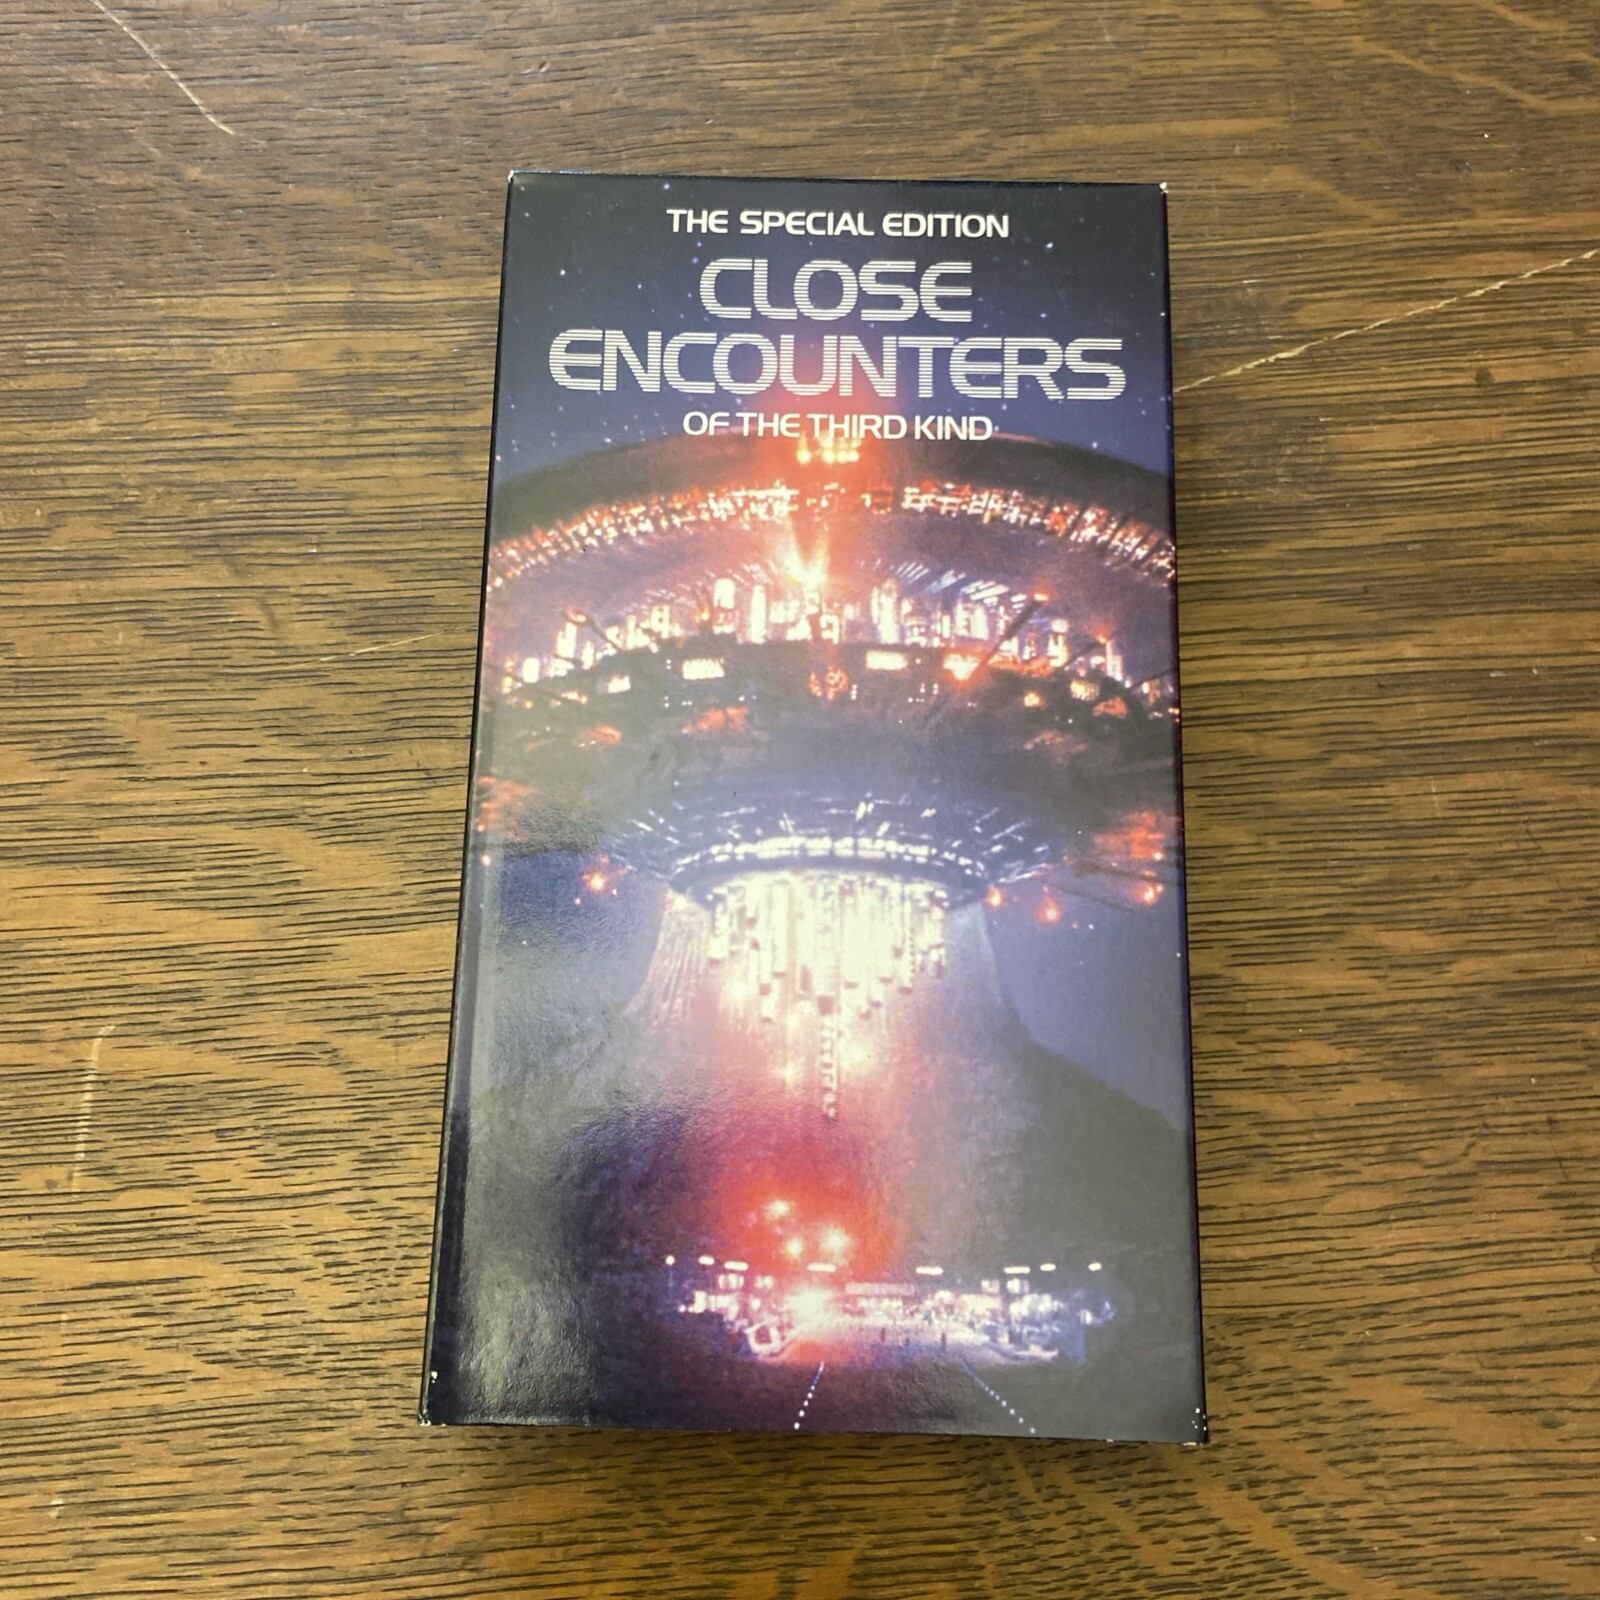 THE SPECIAL EDITION
CLOSE
ENCOUNTERS
OF THE THIRD KIND